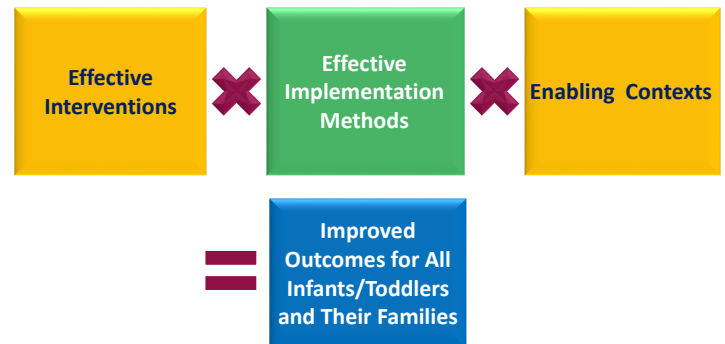 Effective
Interventions
Effective
Implementation
Methods
Enabling Contexts
Improved
Outcomes for All
Infants/Toddlers
and Their Families